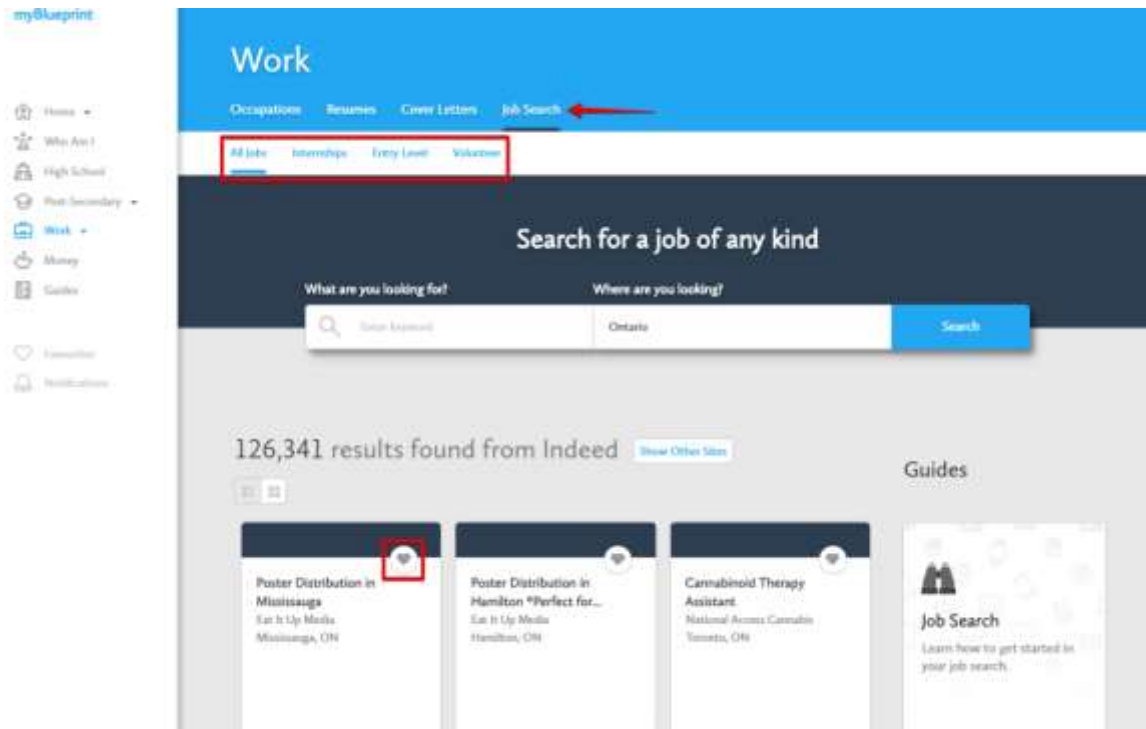 myBlueprint
Work
Occupations Resumes Cover Letters Job Search
All Jobs Internships Entry Level Volunteer
Home
Who Am I
High School
Post-Secondary
Work
Money
Guides
Favourites
Notifications
Search for a job of any kind
What are you looking for? Where are you looking?
Enter keyword Ontario Search
126,341 results found from Indeed Show Other Sites
Poster Distribution in
Mississauga
Eat It Up Media
Mississauga, ON
Poster Distribution in
Hamilton *Perfect for...
Eat It Up Media
Hamilton, ON
Cannabinoid Therapy
Assistant
National Access Cannabis
Toronto, ON
Guides
Job Search
Learn how to get started in
your job search.